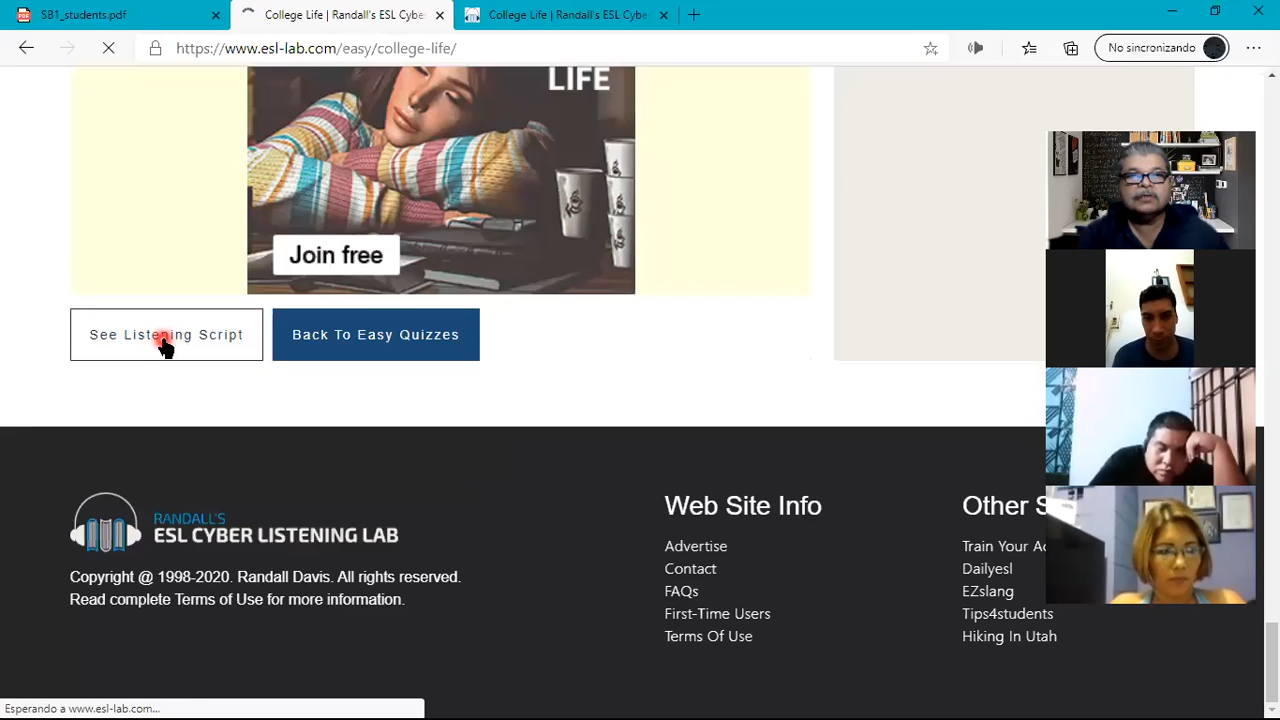 SB1_students.pdf
College Life | Randall's ESL Cyber
College Life | Randall's ESL Cybe
https://www.esl-lab.com/easy/college-life/
No sincronizando
LIFE
Join free
See Listening Script
Back To Easy Quizzes
RANDALL'S
ESL CYBER LISTENING LAB
Copyright @ 1998-2020. Randall Davis. All rights reserved.
Read complete Terms of Use for more information.
Web Site Info
Advertise
Contact
FAQs
First-Time Users
Terms Of Use
Other S
Train Your Ac
Dailyesl
EZslang
Tips4students
Hiking In Utah
Esperando a www.esl-lab.com...